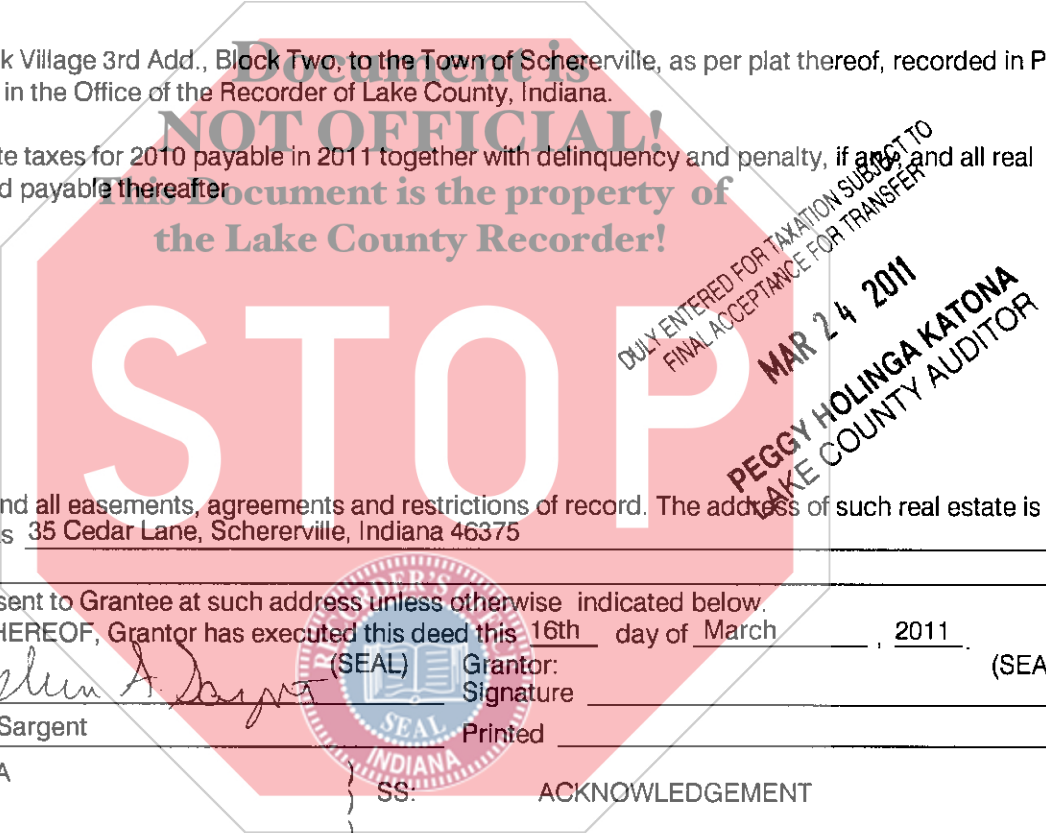 k Village 3rd Add., Block Two, to the Town of Schererville, as per plat thereof, recorded in P
in the Office of the Recorder of Lake County, Indiana.
te taxes for 2010 payable in 2011 together with delinquency and penalty, if any, and all real
d payable thereafter
Document is
NOT OFFICIAL!
This Document is the property of
the Lake County Recorder!
STOP
DULY ENTERED FOR TAXATION SUBJECT TO
FINAL ACCEPTANCE FOR TRANSFER
MAR 24 2011
PEGGY HOLINGA KATONA
LAKE COUNTY AUDITOR
nd all easements, agreements and restrictions of record. The address of such real estate is
s 35 Cedar Lane, Schererville, Indiana 46375
sent to Grantee at such address unless otherwise indicated below.
HEREOF, Grantor has executed this deed this 16th day of March , 2011 .
(SEAL) Grantor: (SEA
Signature
Sargent
Printed
RECORDER'S OFFICE
SEAL
INDIANA
A
SS: ACKNOWLEDGEMENT